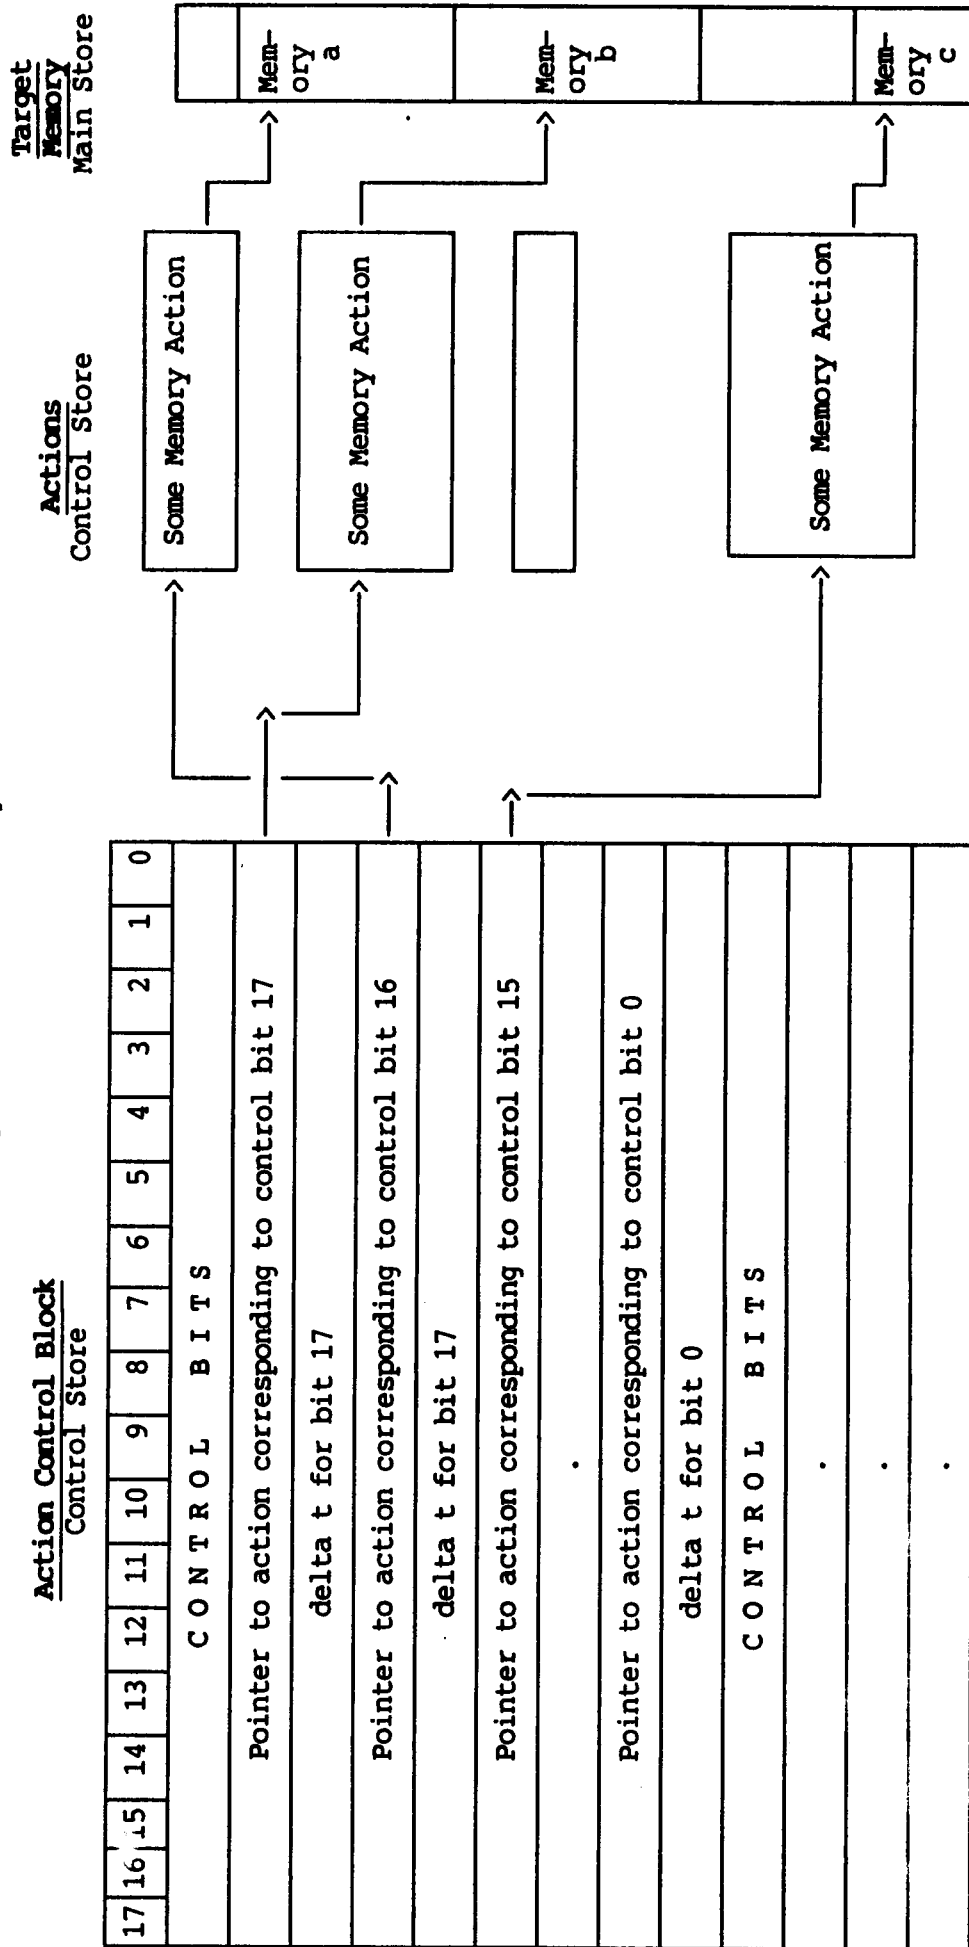 Action Control Block
Control Store
17 16 15 14 13 12 11 10 9 8 7 6 5 4 3 2 1 0
CONTROL BITS
Pointer to action corresponding to control bit 17
delta t for bit 17
Pointer to action corresponding to control bit 16
delta t for bit 17
Pointer to action corresponding to control bit 15
.
Pointer to action corresponding to control bit 0
delta t for bit 0
CONTROL BITS
.
.
.
Actions
Control Store
Some Memory Action
Some Memory Action
Some Memory Action
Target
Memory
Main Store
Mem-
ory
a
Mem-
ory
b
Mem-
ory
c